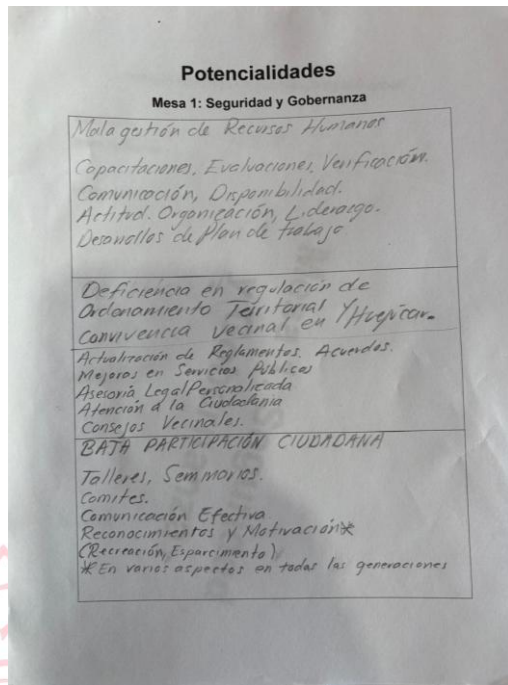 Potencialidades
Mesa 1: Seguridad y Gobernanza
Mala gestión de Recursos Humanos
Capacitaciones, Evaluaciones, Verificación.
Comunicación, Disponibilidad.
Actitud. Organización, Liderazgo.
Desarrollos de Plan de trabajo
Deficiencia en regulación de
Ordenamiento Territorial Y
Convivencia Vecinal en Huepicar.
Actualización de Reglamentos, Acuerdos.
Mejoras en Servicios Públicos
Asesoría Legal Personalizada
Atención a la Ciudadanía
Consejos Vecinales.
BAJA PARTICIPACIÓN CIUDADANA
Talleres, Seminarios.
Comites.
Comunicación Efectiva
Reconocimientos y Motivación*
(Recreación, Esparcimento)
* En varios aspectos en todas las generaciones